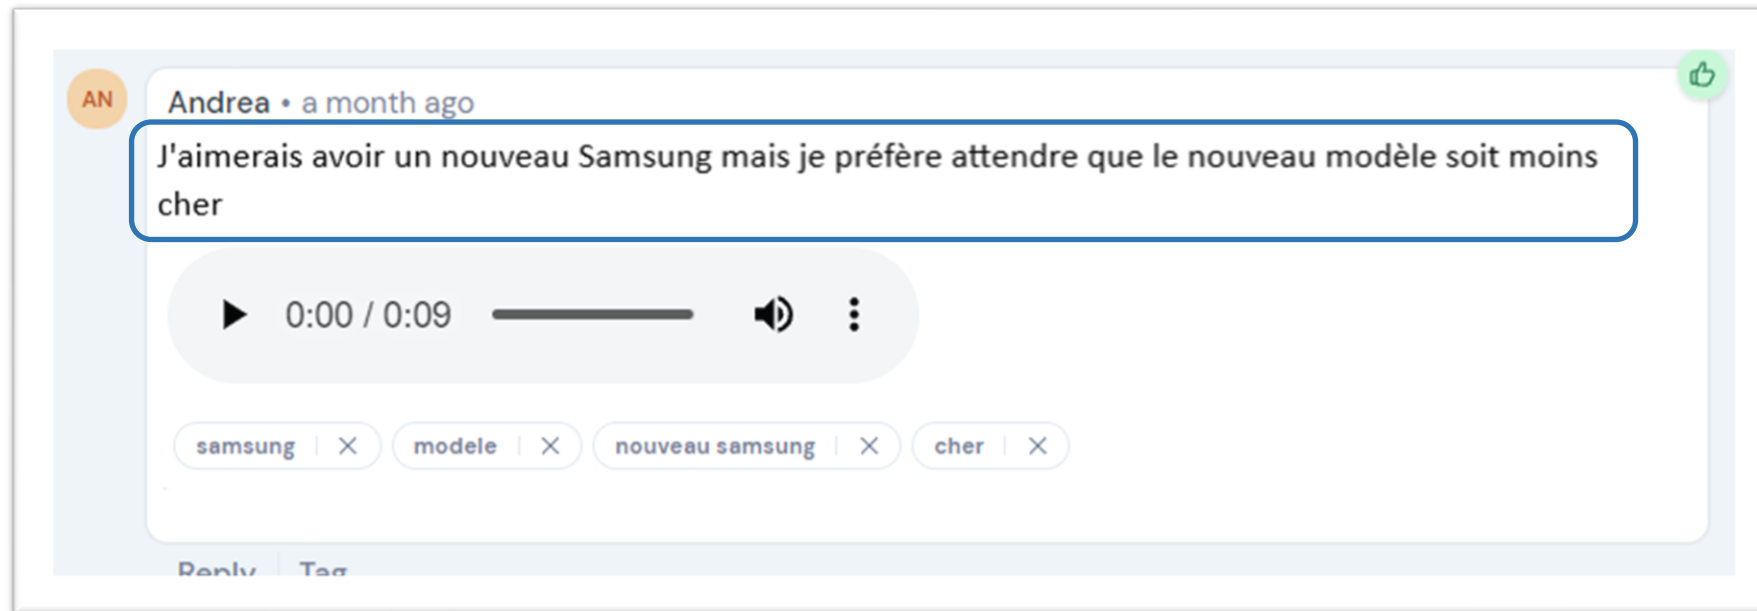 AN
Andrea • a month ago
J'aimerais avoir un nouveau Samsung mais je préfère attendre que le nouveau modèle soit moins
cher
0:00 / 0:09
samsung
modele
nouveau samsung
cher
Reply
Tag